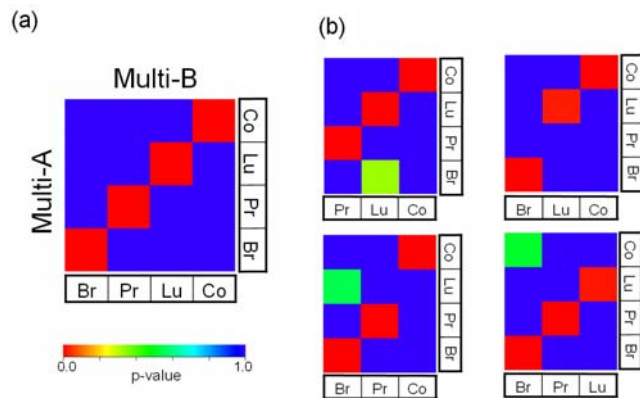 (a)
Multi-B
Multi-A
Co
Lu
Pr
Br
Br Pr Lu Co
0.0 1.0
p-value
(b)
Co
Lu
Pr
Br
Pr Lu Co
Co
Lu
Pr
Br
Br Lu Co
Co
Lu
Pr
Br
Br Pr Co
Co
Lu
Pr
Br
Br Pr Lu